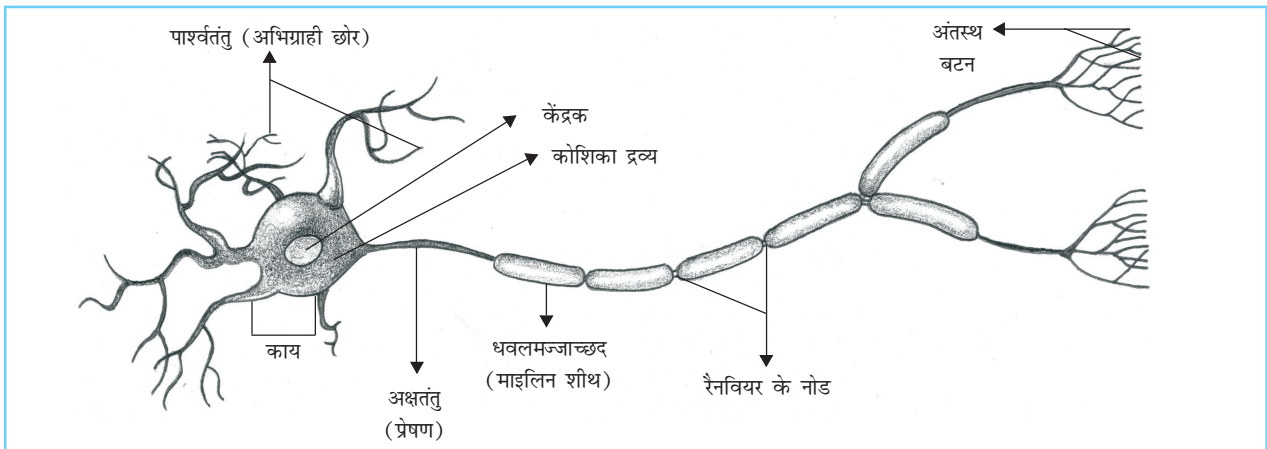 पार्श्वतंतु (अभिग्राही छोर)
अंतस्थ
बटन
केंद्रक
कोशिका द्रव्य
काय
धवलमज्जाच्छद
(माइलिन शीथ)
रैनवियर के नोड
अक्षतंतु
(प्रेषण)